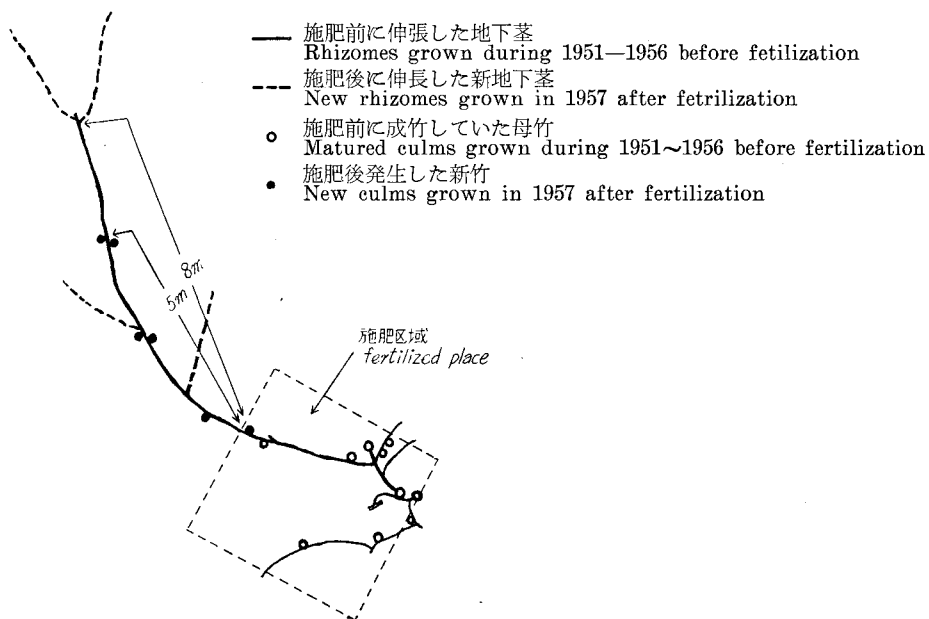 施肥前に伸張した地下茎
Rhizomes grown during 1951—1956 before fetilization
施肥後に伸長した新地下茎
New rhizomes grown in 1957 after fetrilization
施肥前に成竹していた母竹
Matured culms grown during 1951~1956 before fertilization
施肥後発生した新竹
New culms grown in 1957 after fertilization
8m
5m
施肥区域
fertilized place